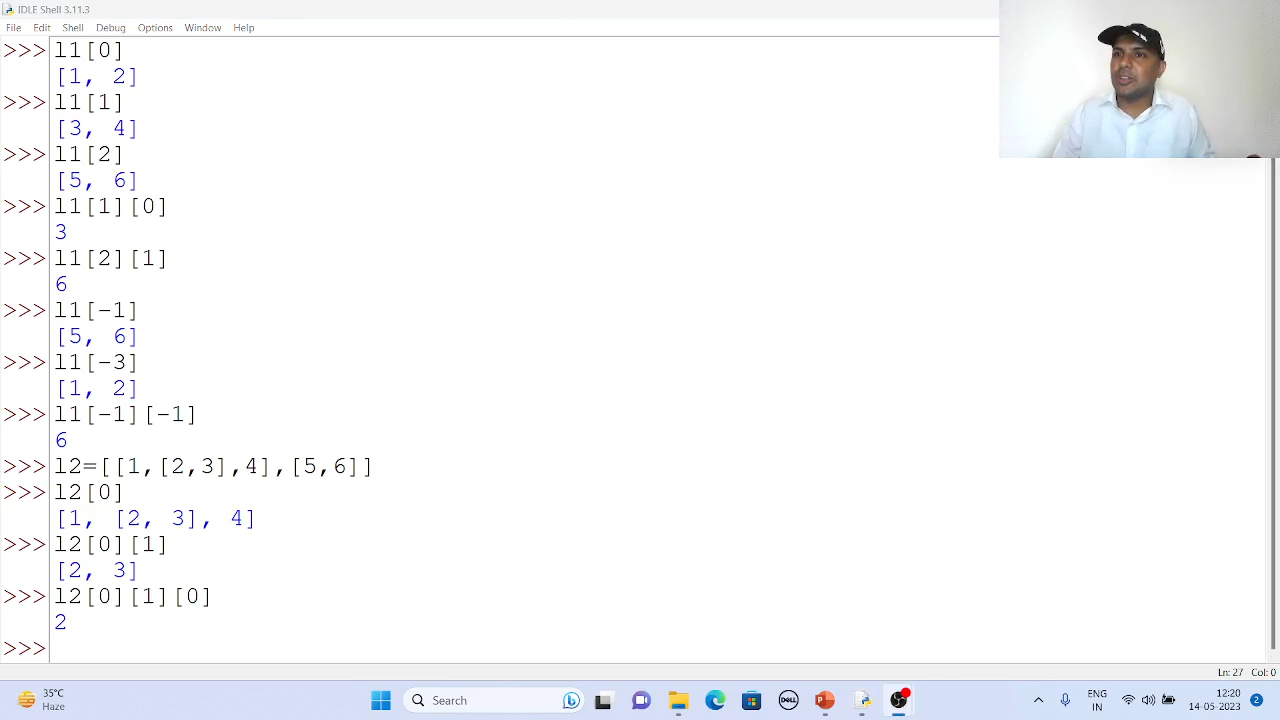 IDLE Shell 3.11.3
File Edit Shell Debug Options Window Help
>>> l1[0]
[1, 2]
>>> l1[1]
[3, 4]
>>> l1[2]
[5, 6]
>>> l1[1][0]
3
>>> l1[2][1]
6
>>> l1[-1]
[5, 6]
>>> l1[-3]
[1, 2]
>>> l1[-1][-1]
6
>>> l2=[[1,[2,3],4],[5,6]]
>>> l2[0]
[1, [2, 3], 4]
>>> l2[0][1]
[2, 3]
>>> l2[0][1][0]
2
>>>
Ln: 27 Col: 0
35°C
Haze
Search
DELL
ENG
IN
12:20
14-05-2023
2